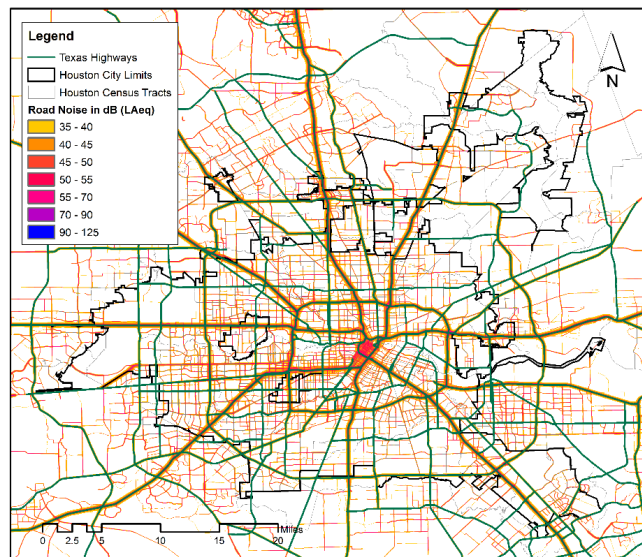 Legend
Texas Highways
Houston City Limits
Houston Census Tracts
Road Noise in dB (LAeq)
35 - 40
40 - 45
45 - 50
50 - 55
55 - 70
70 - 90
90 - 125
N
0 2.5 5 10 15 20 Miles